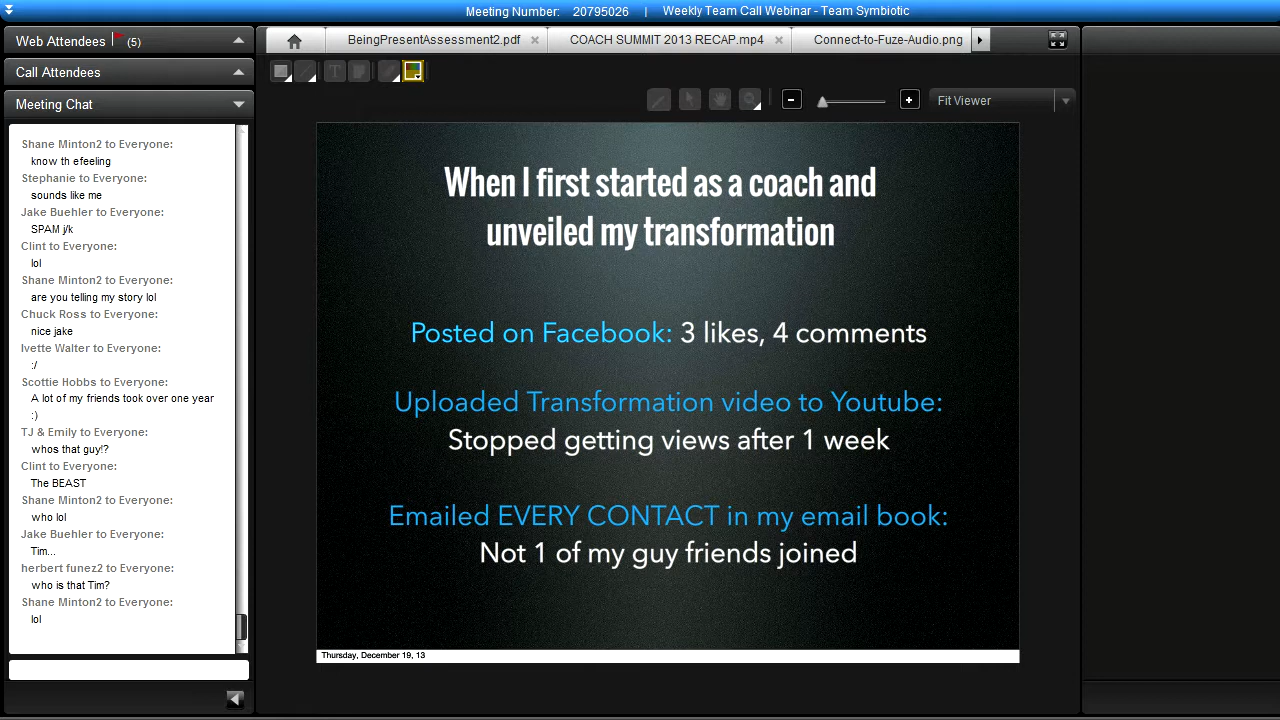 Meeting Number: 20795026 | Weekly Team Call Webinar - Team Symbiotic
Web Attendees (5)
Call Attendees
Meeting Chat
Shane Minton2 to Everyone:
know th efeeling
Stephanie to Everyone:
sounds like me
Jake Buehler to Everyone:
SPAM j/k
Clint to Everyone:
lol
Shane Minton2 to Everyone:
are you telling my story lol
Chuck Ross to Everyone:
nice jake
Ivette Walter to Everyone:
:/
Scottie Hobbs to Everyone:
A lot of my friends took over one year
:)
TJ & Emily to Everyone:
whos that guy!?
Clint to Everyone:
The BEAST
Shane Minton2 to Everyone:
who lol
Jake Buehler to Everyone:
Tim...
herbert funez2 to Everyone:
who is that Tim?
Shane Minton2 to Everyone:
lol
BeingPresentAssessment2.pdf
COACH SUMMIT 2013 RECAP.mp4
Connect-to-Fuze-Audio.png
Fit Viewer
When I first started as a coach and
unveiled my transformation
Posted on Facebook: 3 likes, 4 comments
Uploaded Transformation video to Youtube:
Stopped getting views after 1 week
Emailed EVERY CONTACT in my email book:
Not 1 of my guy friends joined
Thursday, December 19, 13